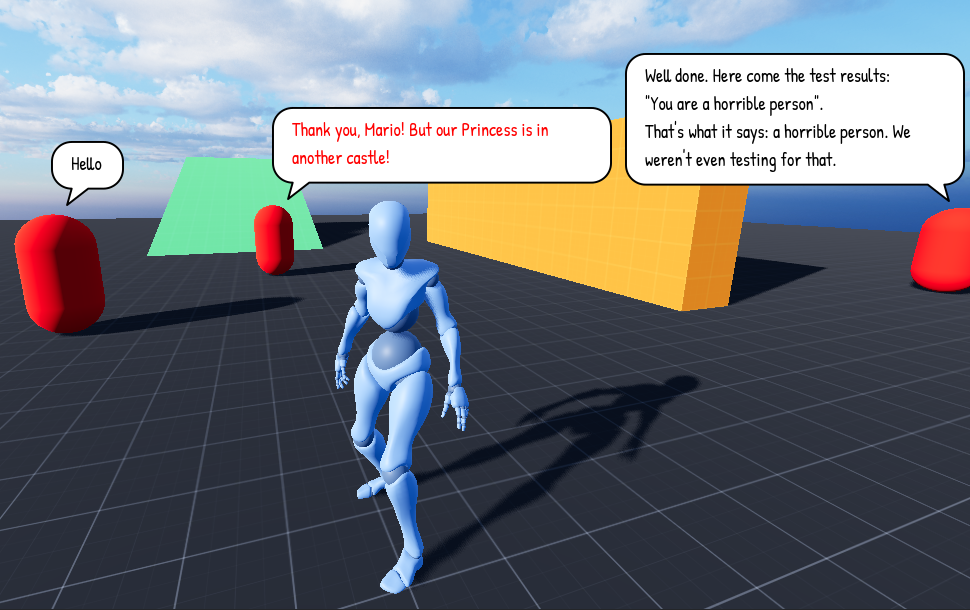 Hello
Thank you, Mario! But our Princess is in
another castle!
Well done. Here come the test results:
"You are a horrible person".
That's what it says: a horrible person. We
weren't even testing for that.